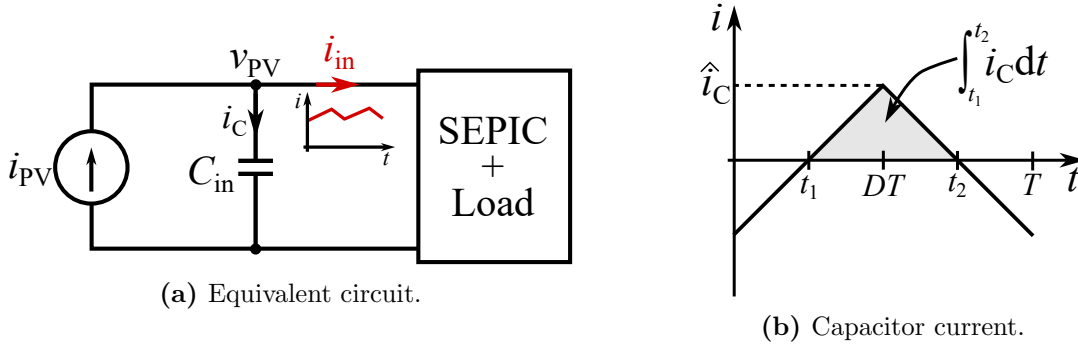 v_PV
i_in
i_C
i
t
i_PV
C_in
SEPIC
+
Load
(a) Equivalent circuit.
i
î_C
∫_{t_1}^{t_2} i_C dt
t_1
DT
t_2
T
t
(b) Capacitor current.